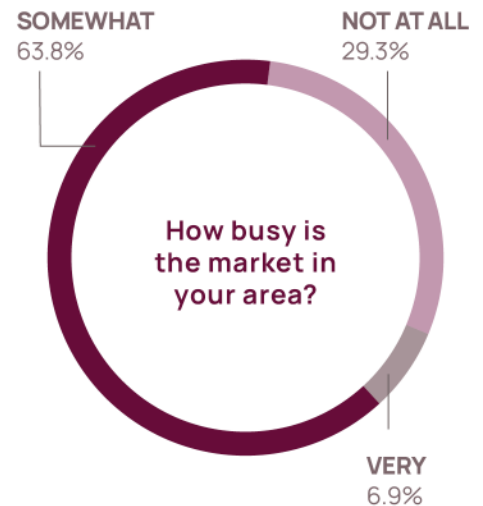 SOMEWHAT
63.8%
NOT AT ALL
29.3%
How busy is
the market in
your area?
VERY
6.9%